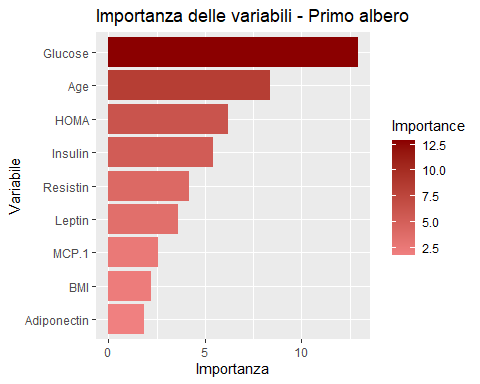 Importanza delle variabili - Primo albero
Variabile
Glucose
Age
HOMA
Insulin
Resistin
Leptin
MCP.1
BMI
Adiponectin
0 5 10
Importanza
Importance
12.5
10.0
7.5
5.0
2.5